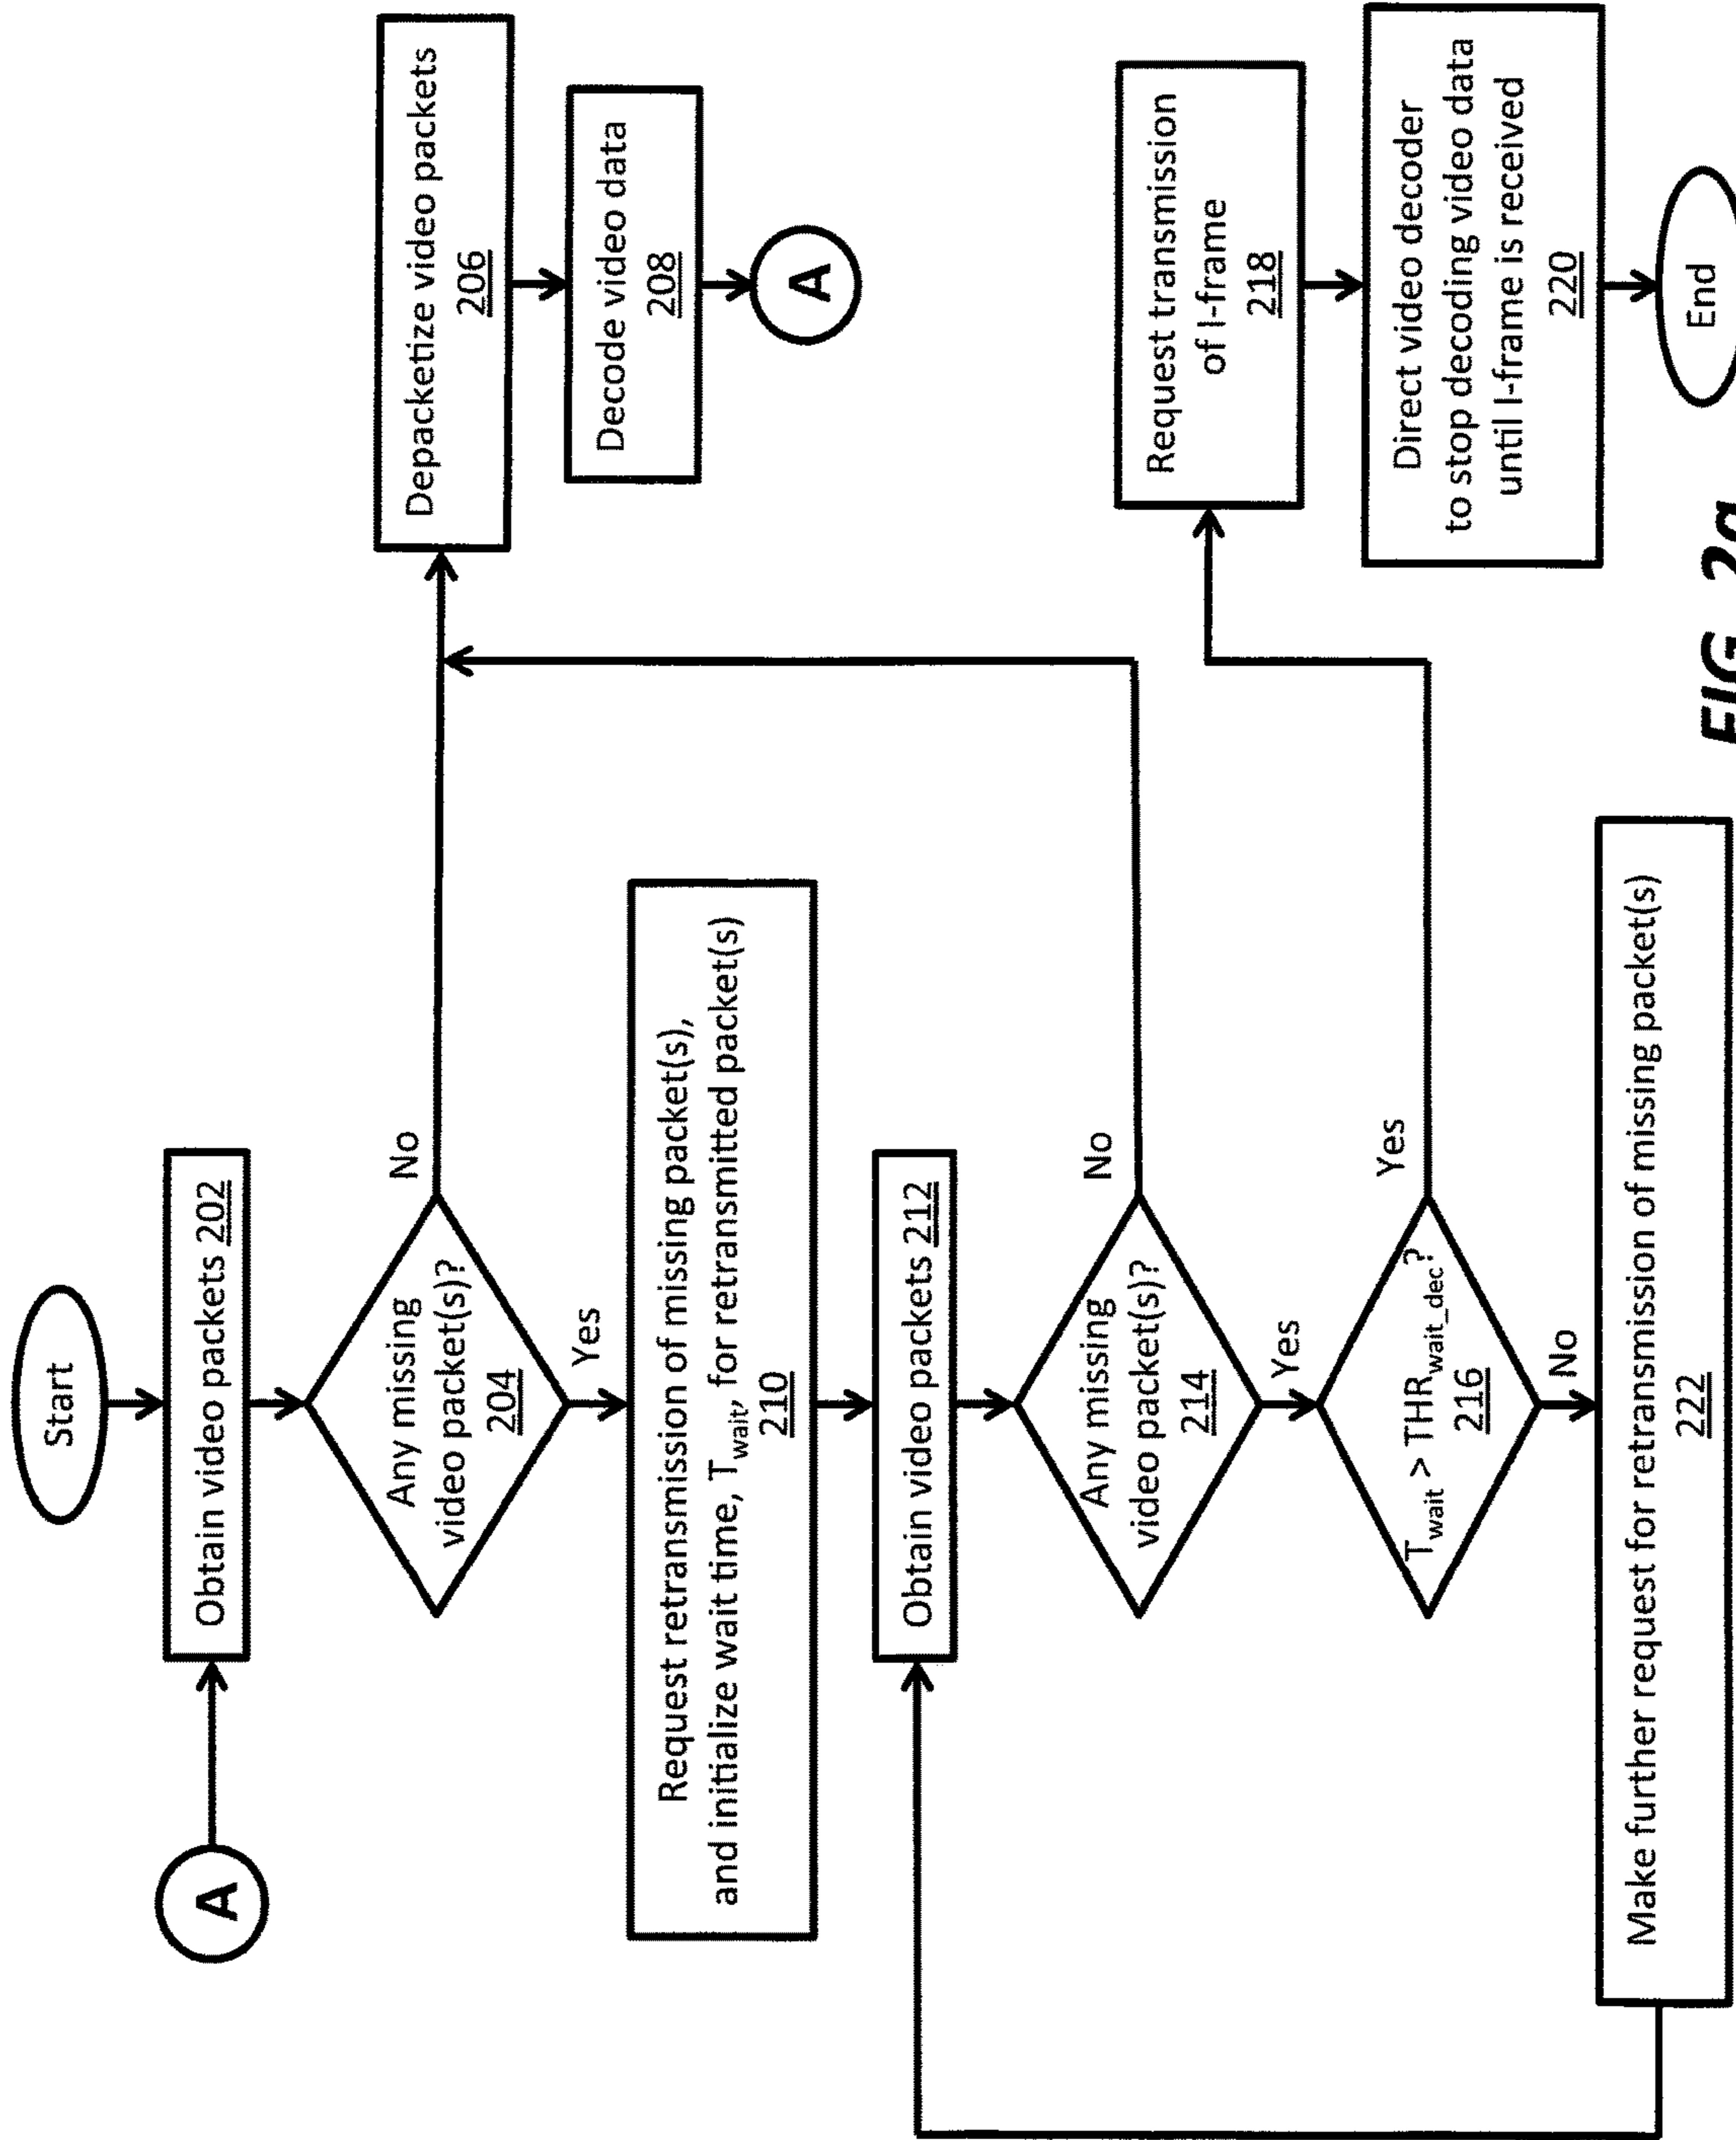 Start
A
Obtain video packets 202
Any missing
video packet(s)?
204
No
Yes
Depacketize video packets
206
Decode video data
208
A
Request retransmission of missing packet(s),
and initialize wait time, Twait, for retransmitted packet(s)
210
Obtain video packets 212
Any missing
video packet(s)?
214
No
Yes
Twait > THRwait_dec?
216
Yes
No
Request transmission
of I-frame
218
Direct video decoder
to stop decoding video data
until I-frame is received
220
End
Make further request for retransmission of missing packet(s)
222
FIG. 2a